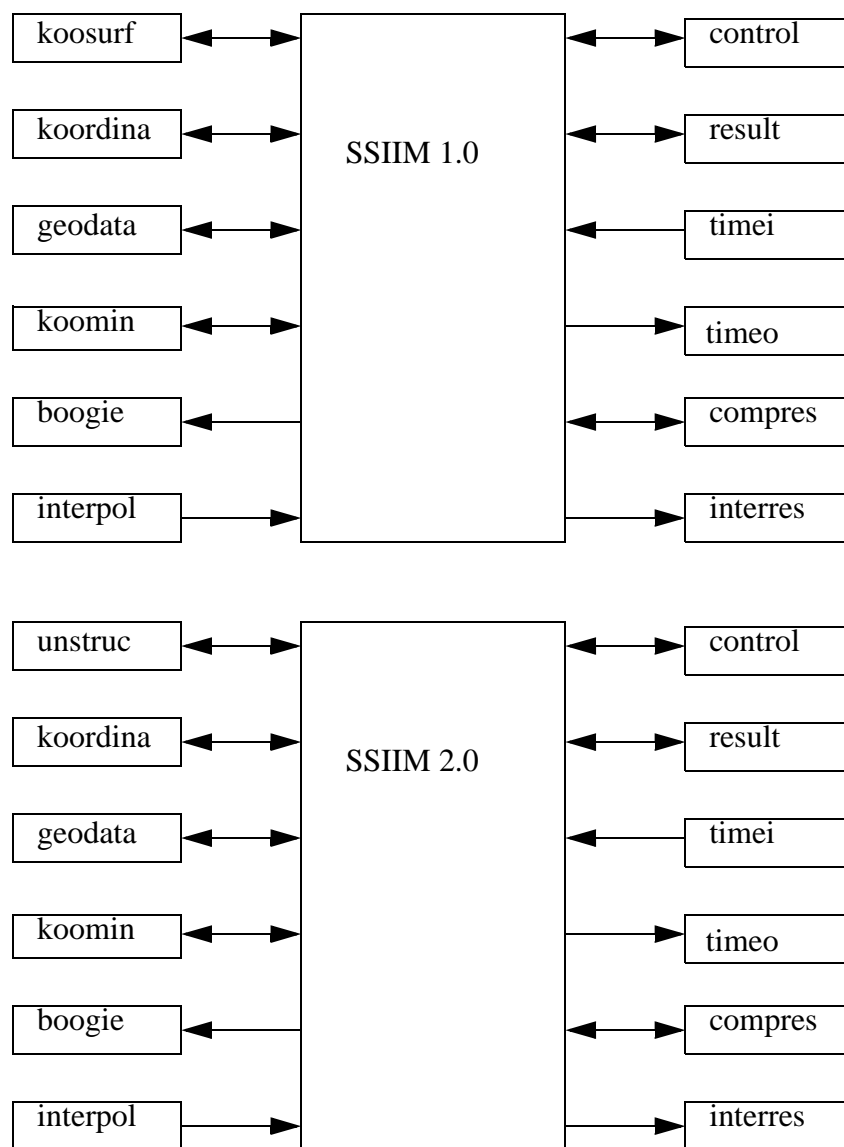 koosurf
control
koordina
SSIIM 1.0
result
geodata
timei
koomin
timeo
boogie
compres
interpol
interres
unstruc
control
koordina
SSIIM 2.0
result
geodata
timei
koomin
timeo
boogie
compres
interpol
interres